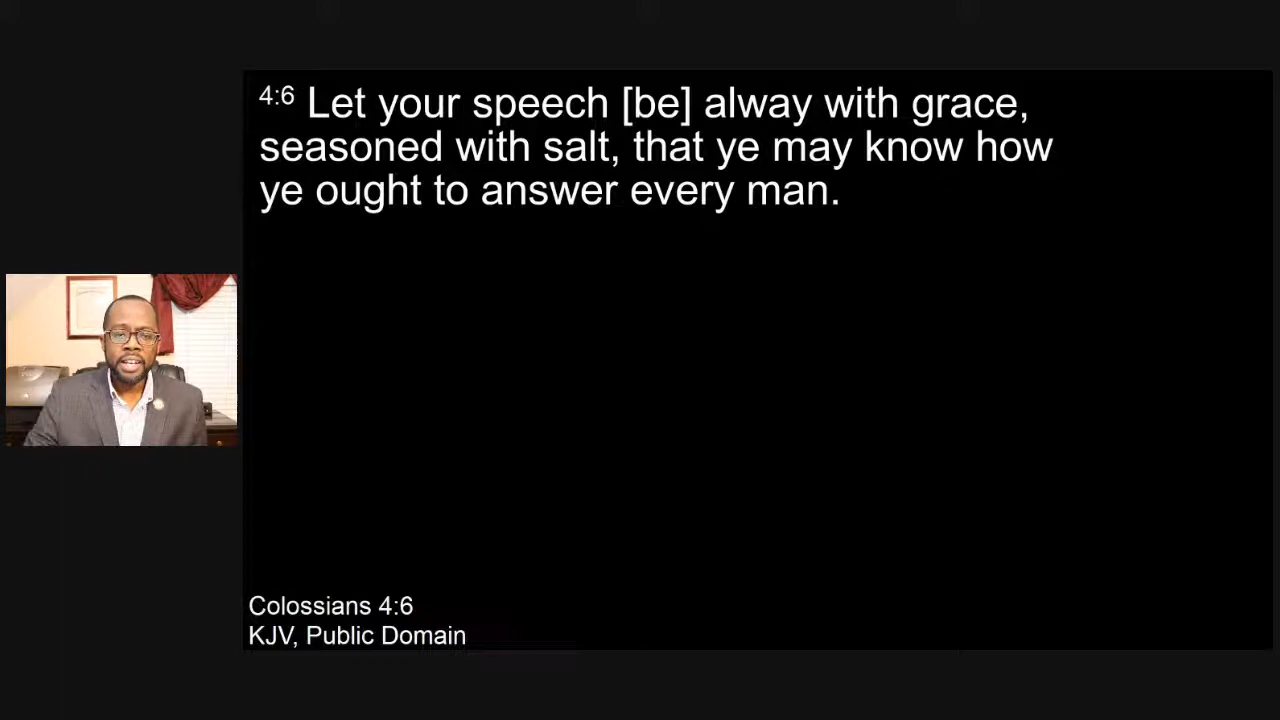 4:6 Let your speech [be] alway with grace,
seasoned with salt, that ye may know how
ye ought to answer every man.
Colossians 4:6
KJV, Public Domain